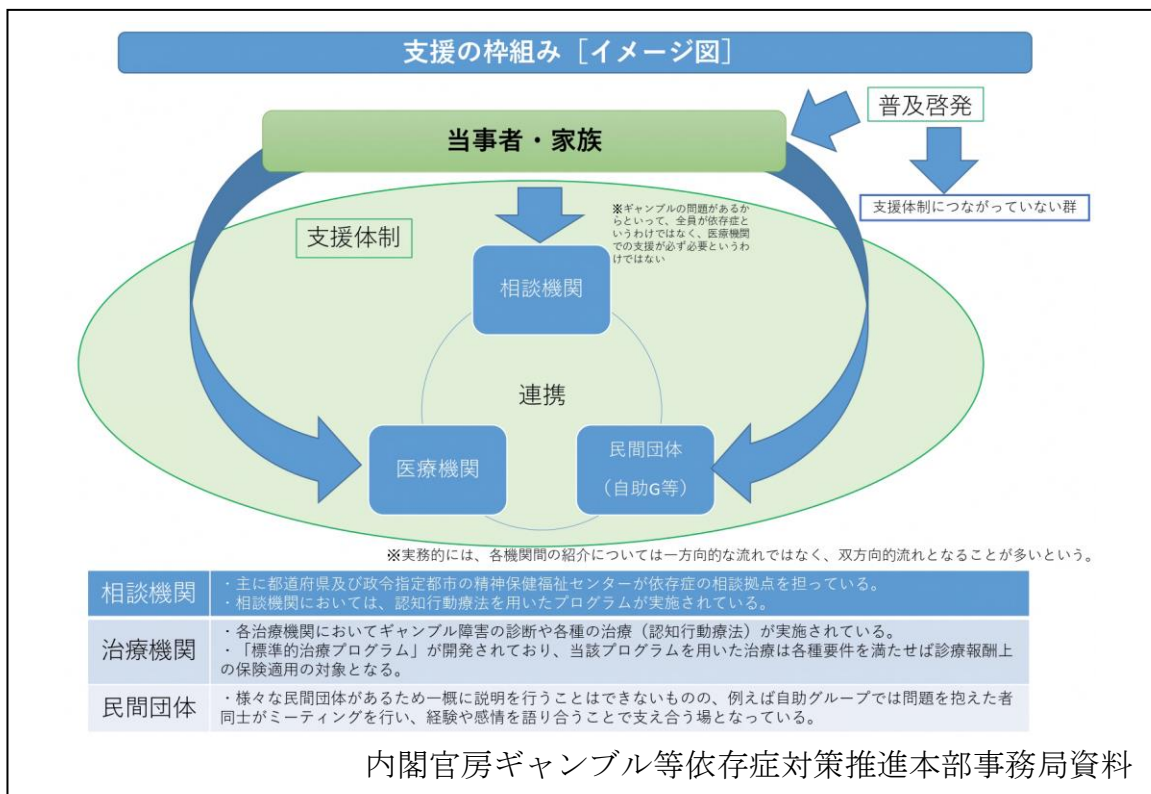 支援の枠組み［イメージ図］
普及啓発
当事者・家族
支援体制につながっていない群
※ギャンブルの問題があるか
らといって、全員が依存症と
いうわけではなく、医療機関
での支援が必ず必要というわ
けではない
支援体制
相談機関
連携
医療機関
民間団体
（自助G等）
※実務的には、各機関間の紹介については一方向的な流れではなく、双方向的流れとなることが多いという。
相談機関
・主に都道府県及び政令指定都市の精神保健福祉センターが依存症の相談拠点を担っている。
・相談機関においては、認知行動療法を用いたプログラムが実施されている。
治療機関
・各治療機関においてギャンブル障害の診断や各種の治療（認知行動療法）が実施されている。
・「標準的治療プログラム」が開発されており、当該プログラムを用いた治療は各種要件を満たせば診療報酬上
の保険適用の対象となる。
民間団体
・様々な民間団体があるため一概に説明を行うことはできないものの、例えば自助グループでは問題を抱えた者
同士がミーティングを行い、経験や感情を語り合うことで支え合う場となっている。
内閣官房ギャンブル等依存症対策推進本部事務局資料